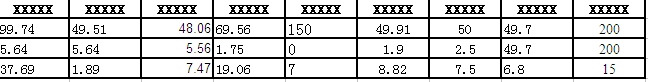 xxxxx xxxxx xxxxx xxxxx xxxxx xxxxx xxxxx xxxxx xxxxx
99.74 49.51 48.06 69.56 150 49.91 50 49.7 200
5.64 5.64 5.56 1.75 0 1.9 2.5 49.7 200
37.69 1.89 7.47 19.06 7 8.82 7.5 6.8 15